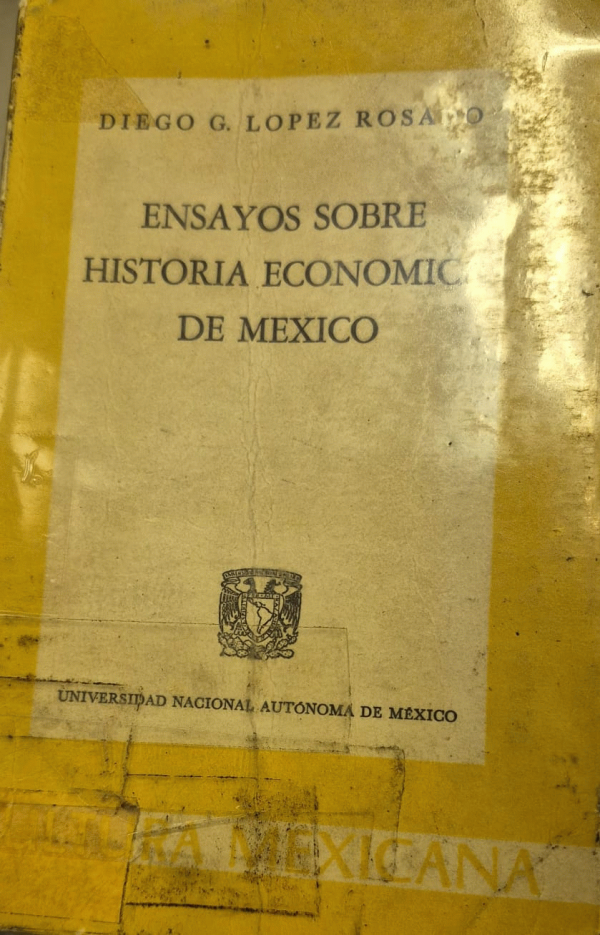 DIEGO G. LOPEZ ROSADO
ENSAYOS SOBRE
HISTORIA ECONOMICA
DE MEXICO
UNIVERSIDAD NACIONAL AUTÓNOMA DE MÉXICO
MEXICANA